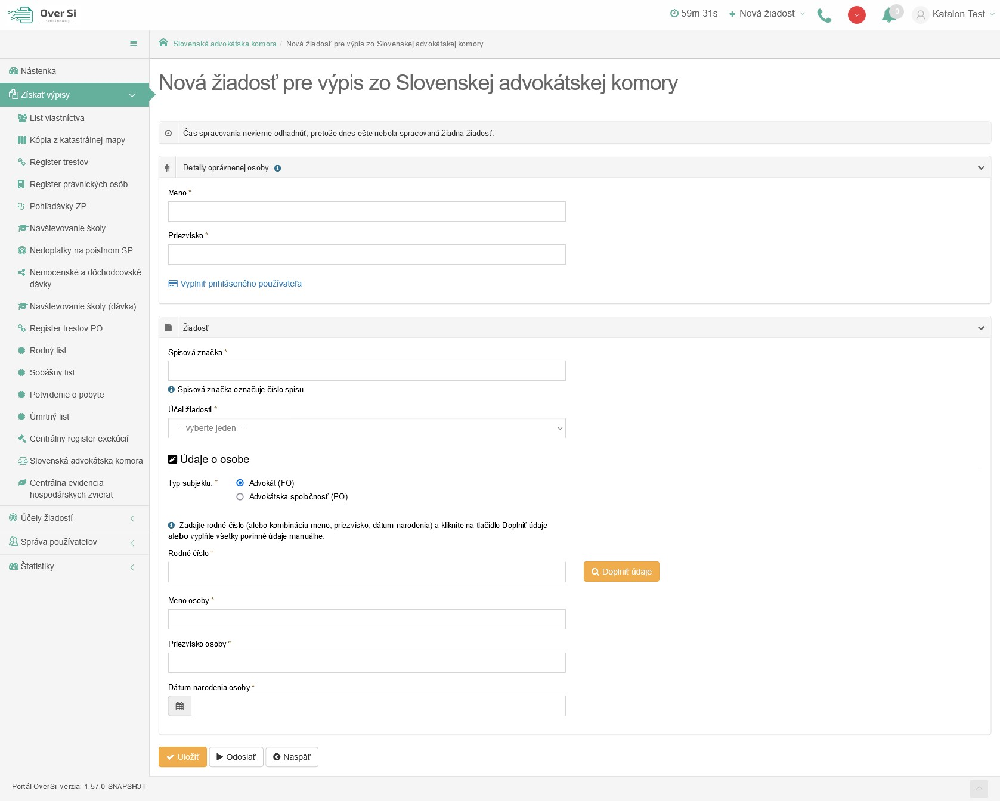 Over Si
59m 31s
Nová žiadosť
0
Katalon Test
Slovenská advokátska komora / Nová žiadosť pre výpis zo Slovenskej advokátskej komory
Nástenka
Získať výpisy
List vlastníctva
Kópia z katastrálnej mapy
Register trestov
Register právnických osôb
Pohľadávky ZP
Navštevovanie školy
Nedoplatky na poistnom SP
Nemocenské a dôchodcovské
dávky
Navštevovanie školy (dávka)
Register trestov PO
Rodný list
Sobášny list
Potvrdenie o pobyte
Úmrtný list
Centrálny register exekúcií
Slovenská advokátska komora
Centrálna evidencia
hospodárskych zvierat
Účely žiadostí
Správa používateľov
Štatistiky
Nová žiadosť pre výpis zo Slovenskej advokátskej komory
Čas spracovania nevieme odhadnúť, pretože dnes ešte nebola spracovaná žiadna žiadosť.
Detaily oprávnenej osoby
Meno *
Priezvisko *
Vyplniť prihláseného používateľa
Žiadosť
Spisová značka *
Spisová značka označuje číslo spisu
Účel žiadosti *
-- vyberte jeden --
Údaje o osobe
Typ subjektu: *
Advokát (FO)
Advokátska spoločnosť (PO)
Zadajte rodné číslo (alebo kombináciu meno, priezvisko, dátum narodenia) a kliknite na tlačidlo Doplniť údaje
alebo vyplňte všetky povinné údaje manuálne.
Rodné číslo *
Doplniť údaje
Meno osoby *
Priezvisko osoby *
Dátum narodenia osoby *
Uložiť
Odoslať
Naspäť
Portál OverSi, verzia: 1.57.0-SNAPSHOT